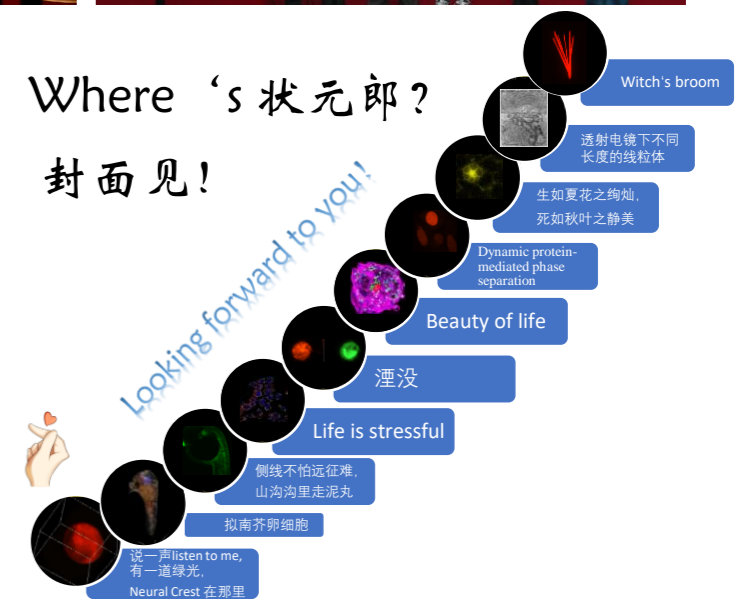 Where ‘s 状元郎?
封面见!
Looking forward to you!
Witch's broom
透射电镜下不同
长度的线粒体
生如夏花之绚灿,
死如秋叶之静美
Dynamic protein-
mediated phase
separation
Beauty of life
湮没
Life is stressful
侧线不怕远征难,
山沟沟里走泥丸
拟南芥卵细胞
说一声listen to me,
有一道绿光,
Neural Crest 在那里